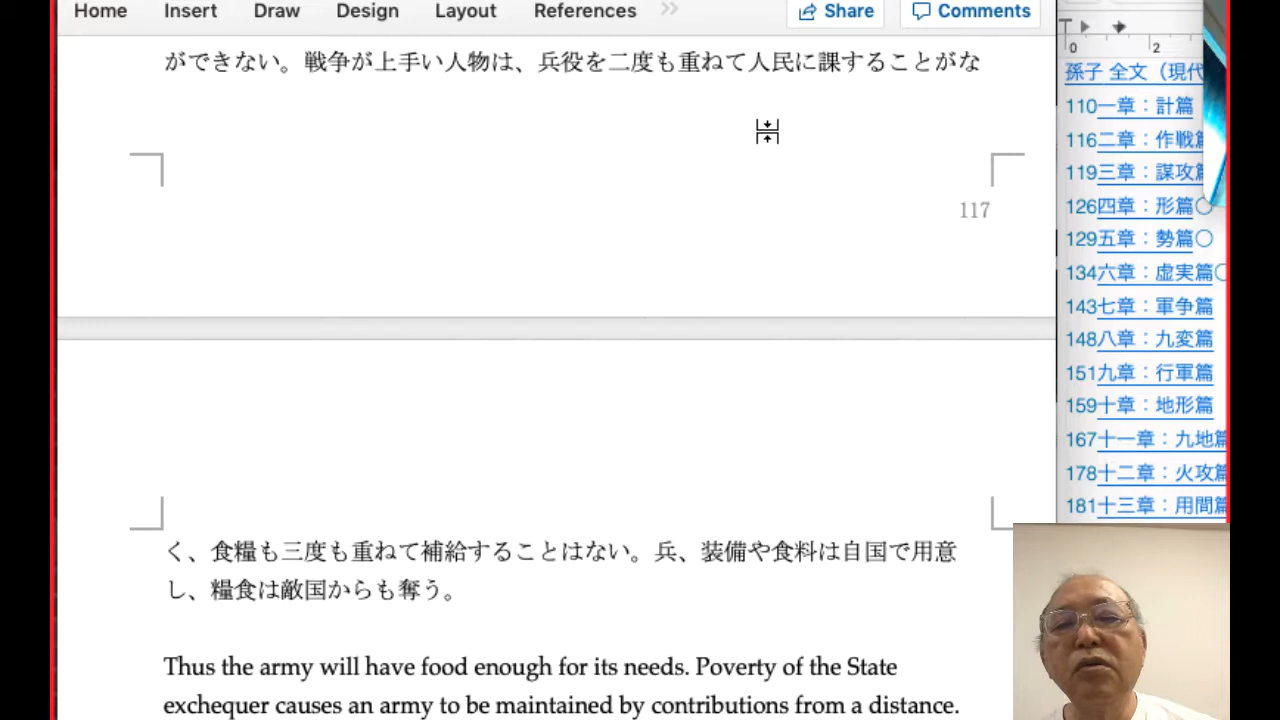 Home Insert Draw Design Layout References Share Comments
ができない。戦争が上手い人物は、兵役を二度も重ねて人民に課することがな
117
く、食糧も三度も重ねて補給することはない。兵、装備や食料は自国で用意
し、糧食は敵国からも奪う。
Thus the army will have food enough for its needs. Poverty of the State
exchequer causes an army to be maintained by contributions from a distance.
0 2
孫子 全文（現代
110一章：計篇
116二章：作戦篇
119三章：謀攻篇
126四章：形篇〇
129五章：勢篇〇
134六章：虚実篇〇
143七章：軍争篇
148八章：九変篇
151九章：行軍篇
159十章：地形篇
167十一章：九地篇
178十二章：火攻篇
181十三章：用間篇